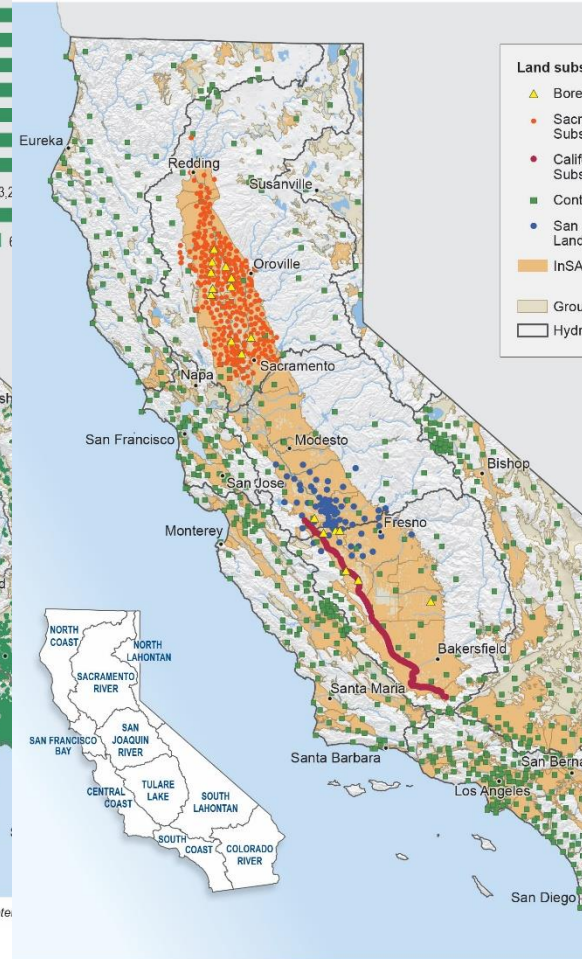 Land subs
Bore
Sacr
Subs
Calif
Subs
Cont
San
Land
InSA
Grou
Hydr
Eureka
Redding
Susanville
Oroville
Sacramento
Napa
San Francisco
Modesto
San Jose
Bishop
Fresno
Monterey
Bakersfield
Santa Maria
Santa Barbara
San Berna
Los Angeles
San Diego
NORTH
COAST
NORTH
LAHONTAN
SACRAMENTO
RIVER
SAN FRANCISCO
BAY
SAN
JOAQUIN
RIVER
CENTRAL
COAST
TULARE
LAKE
SOUTH
LAHONTAN
SOUTH
COAST
COLORADO
RIVER